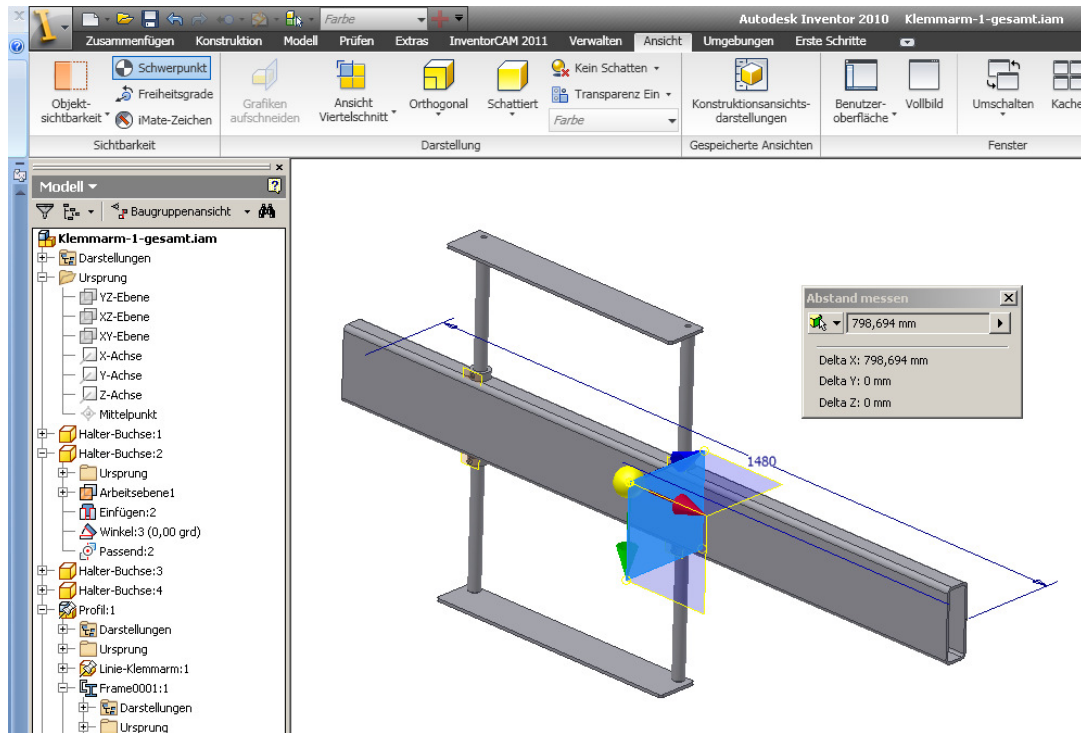 Farbe
Autodesk Inventor 2010 Klemmarm-1-gesamt.iam
Zusammenfügen Konstruktion Modell Prüfen Extras InventorCAM 2011 Verwalten Ansicht Umgebungen Erste Schritte
Objekt-
sichtbarkeit
Schwerpunkt
Freiheitsgrade
iMate-Zeichen
Grafiken
aufschneiden
Ansicht
Viertelschnitt
Orthogonal
Schattiert
Kein Schatten
Transparenz Ein
Farbe
Konstruktionsansichts-
darstellungen
Benutzer-
oberfläche
Vollbild
Umschalten
Kache
Sichtbarkeit Darstellung Gespeicherte Ansichten Fenster
Modell
Baugruppenansicht
Klemmarm-1-gesamt.iam
Darstellungen
Ursprung
YZ-Ebene
XZ-Ebene
XY-Ebene
X-Achse
Y-Achse
Z-Achse
Mittelpunkt
Halter-Buchse:1
Halter-Buchse:2
Ursprung
Arbeitsebene1
Einfügen:2
Winkel:3 (0,00 grd)
Passend:2
Halter-Buchse:3
Halter-Buchse:4
Profil:1
Darstellungen
Ursprung
Linie-Klemmarm:1
Frame0001:1
Darstellungen
Ursprung
1480
Abstand messen
798,694 mm
Delta X: 798,694 mm
Delta Y: 0 mm
Delta Z: 0 mm